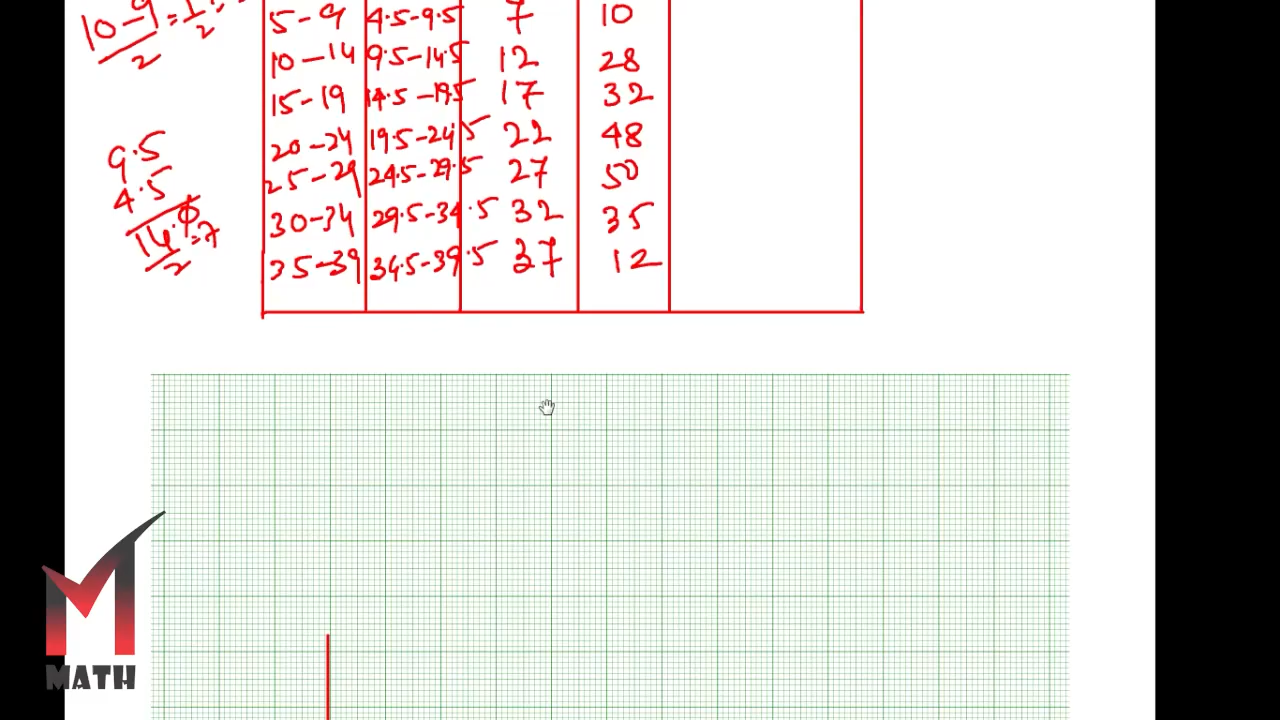 10-9/2 = 1/2 =
5-9 4.5-9.5 7 10
10-14 9.5-14.5 12 28
15-19 14.5-19.5 17 32
20-24 19.5-24.5 22 48
25-29 24.5-29.5 27 50
30-34 29.5-34.5 32 35
35-39 34.5-39.5 37 12
9.5
4.5
14.0/2 = 7
MATH